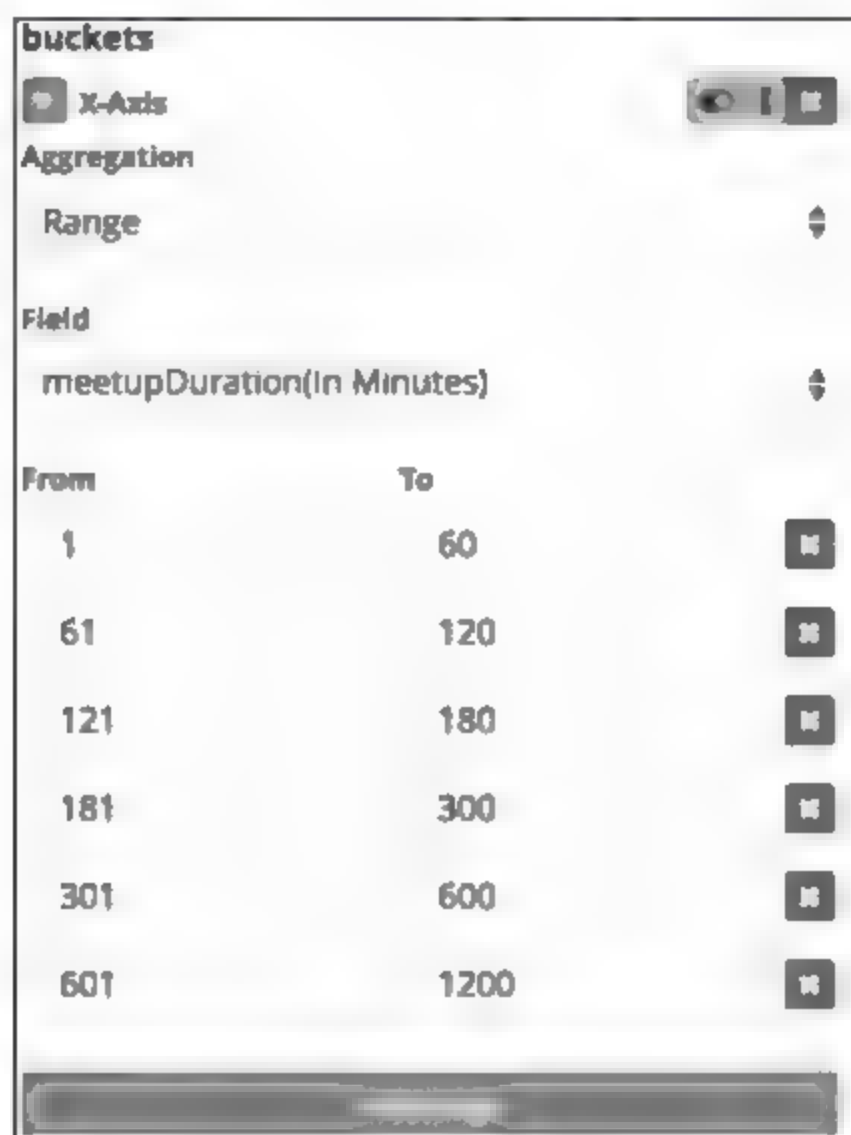 buckets
X-Axis
Aggregation
Range
Field
meetupDuration(In Minutes)
From To
1 60
61 120
121 180
181 300
301 600
601 1200